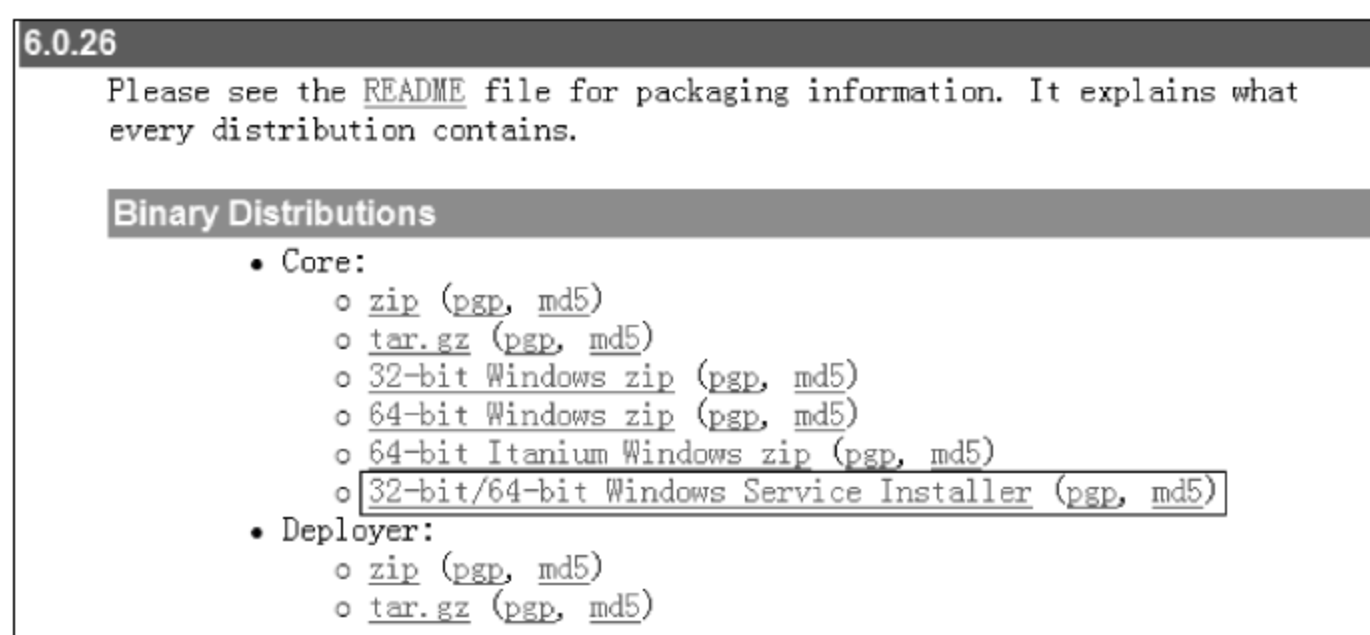 6.0.26
Please see the README file for packaging information. It explains what
every distribution contains.
Binary Distributions
• Core:
o zip (pgp, md5)
o tar.gz (pgp, md5)
o 32-bit Windows zip (pgp, md5)
o 64-bit Windows zip (pgp, md5)
o 64-bit Itanium Windows zip (pgp, md5)
o 32-bit/64-bit Windows Service Installer (pgp, md5)
• Deployer:
o zip (pgp, md5)
o tar.gz (pgp, md5)